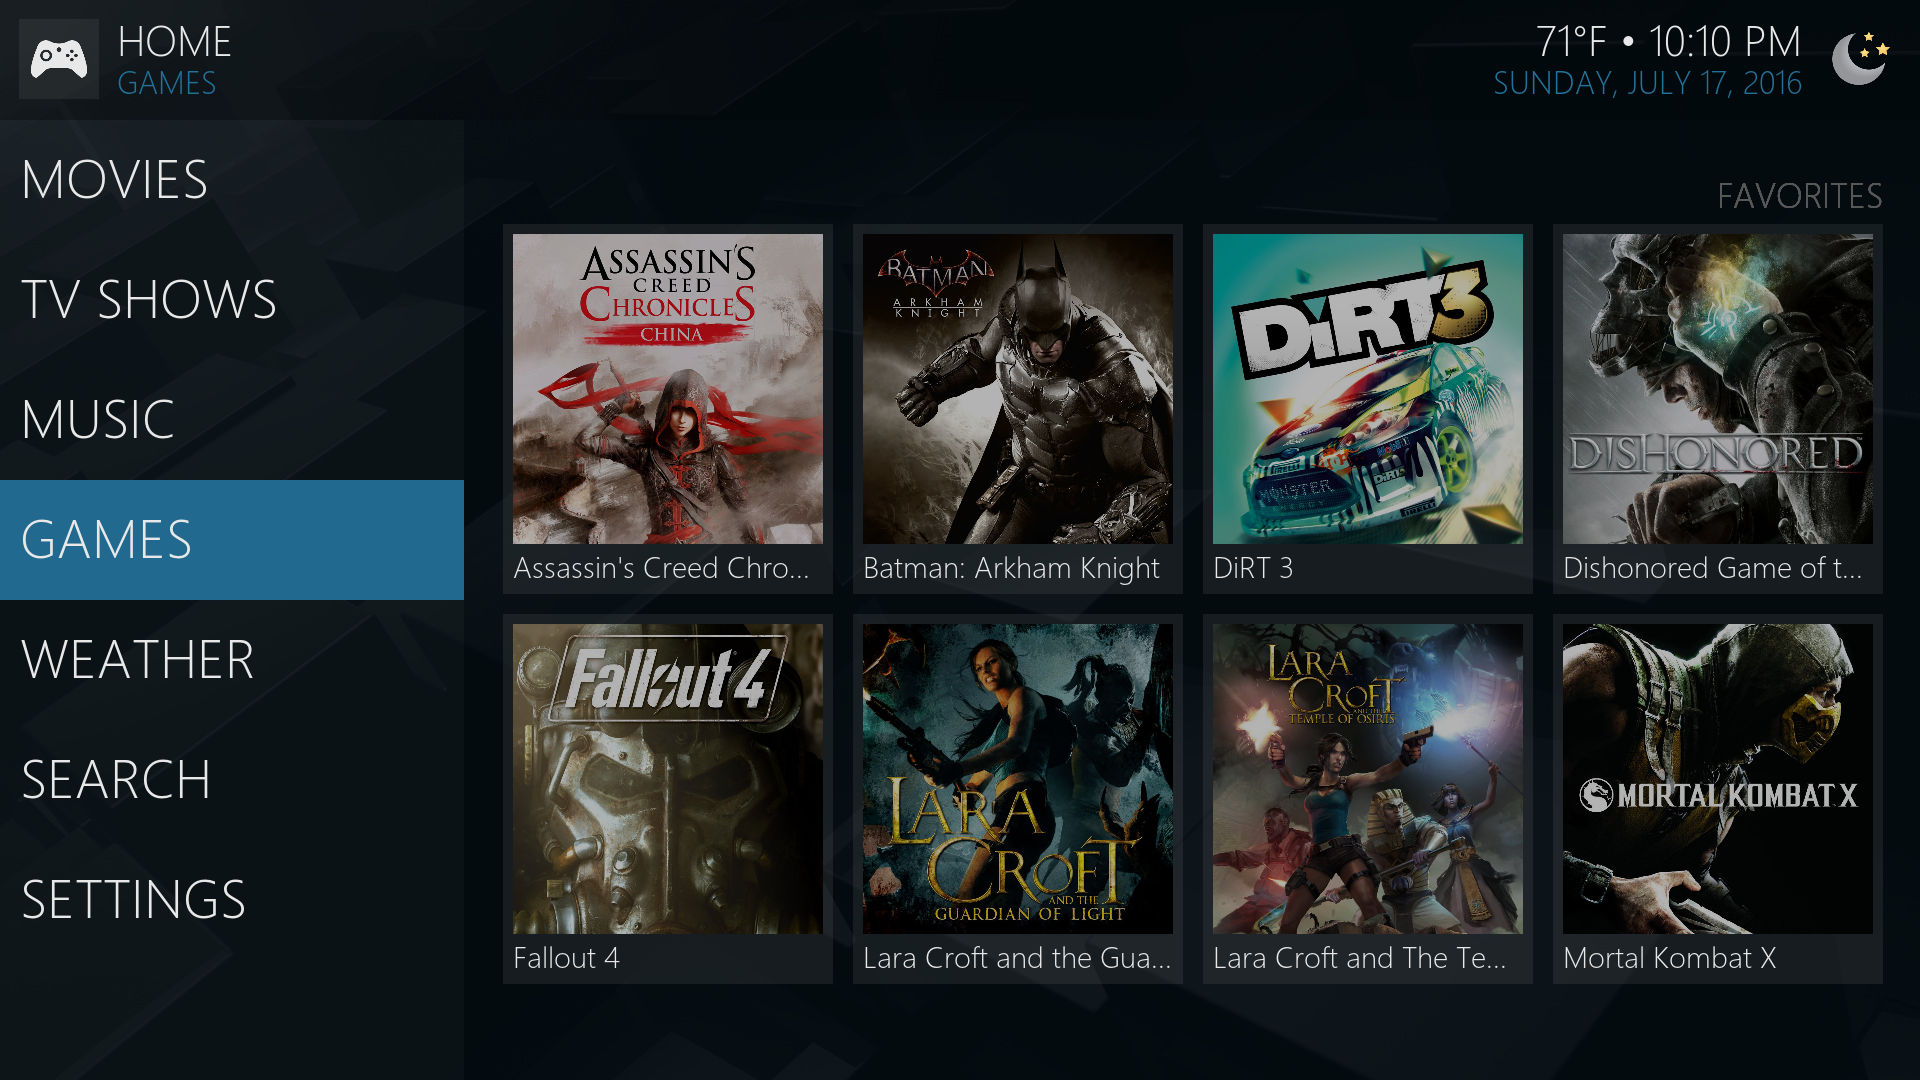 HOME
GAMES
71°F • 10:10 PM
SUNDAY, JULY 17, 2016
MOVIES
TV SHOWS
MUSIC
GAMES
WEATHER
SEARCH
SETTINGS
FAVORITES
ASSASSIN'S
CREED
CHRONICLES
CHINA
Assassin's Creed Chro...
BATMAN
ARKHAM
KNIGHT
Batman: Arkham Knight
DiRT3
MONSTER
DiRT3
PIRELLI
DiRT 3
DISHONORED
Dishonored Game of t...
Fallout 4
Fallout 4
LARA
CROFT
AND THE
GUARDIAN OF LIGHT
Lara Croft and the Gua...
LARA
CROFT
AND THE
TEMPLE OF OSIRIS
Lara Croft and The Te...
MORTAL KOMBAT X
Mortal Kombat X